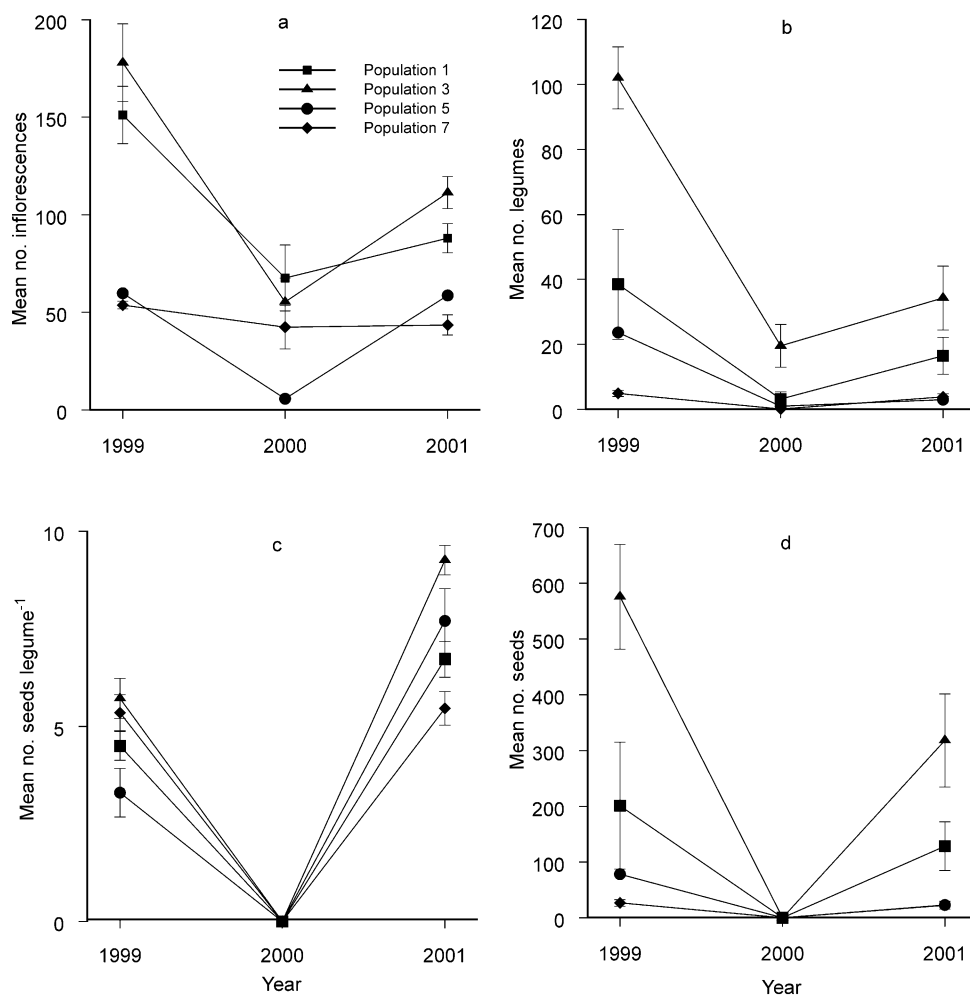 a
200
150
100
50
0
Mean no. inflorescences
Population 1
Population 3
Population 5
Population 7
1999 2000 2001
b
120
100
80
60
40
20
0
Mean no. legumes
1999 2000 2001
c
10
5
0
Mean no. seeds legume⁻¹
1999 2000 2001
Year
d
700
600
500
400
300
200
100
0
Mean no. seeds
1999 2000 2001
Year